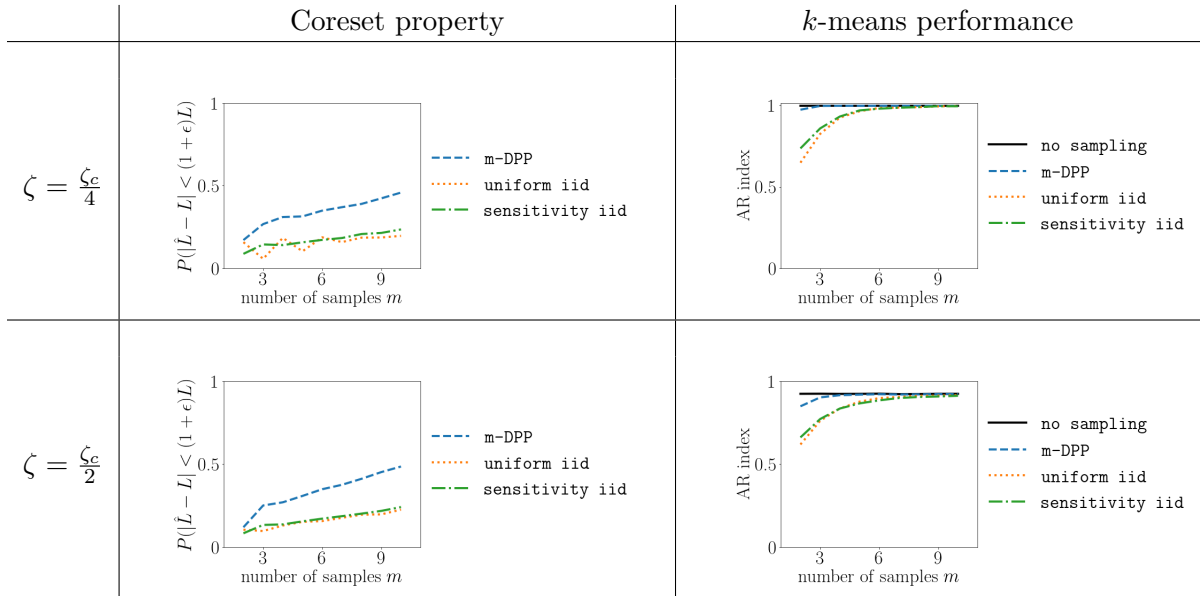 Coreset property
k-means performance
ζ = ζc/4
P(|L̂ − L| < (1 + ϵ)L)
1
0.5
0
3 6 9
number of samples m
m-DPP
uniform iid
sensitivity iid
AR index
1
0.5
0
3 6 9
number of samples m
no sampling
m-DPP
uniform iid
sensitivity iid
ζ = ζc/2
P(|L̂ − L| < (1 + ϵ)L)
1
0.5
0
3 6 9
number of samples m
m-DPP
uniform iid
sensitivity iid
AR index
1
0.5
0
3 6 9
number of samples m
no sampling
m-DPP
uniform iid
sensitivity iid